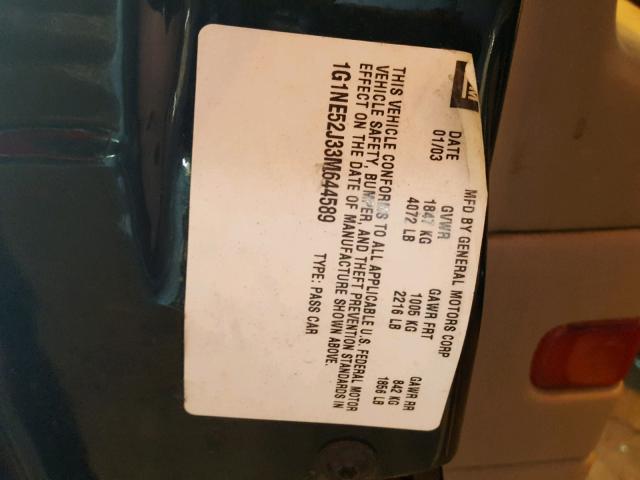 MFD BY GENERAL MOTORS CORP
DATE GVWR GAWR FRT GAWR RR
01/03 1847 KG 1005 KG 842 KG
4072 LB 2216 LB 1856 LB
THIS VEHICLE CONFORMS TO ALL APPLICABLE U.S. FEDERAL MOTOR
VEHICLE SAFETY, BUMPER, AND THEFT PREVENTION STANDARDS IN
EFFECT ON THE DATE OF MANUFACTURE SHOWN ABOVE.
1G1NE52J33M644589 TYPE: PASS CAR